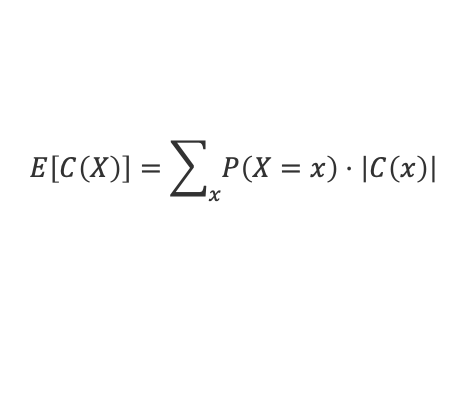 E[C(X)] = ∑ₓ P(X = x) · |C(x)|